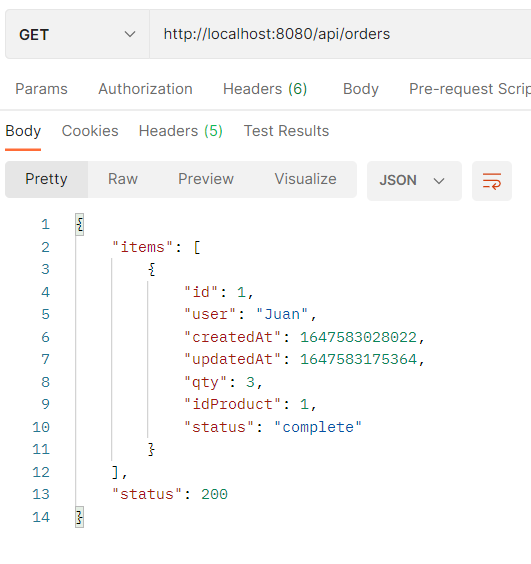 GET http://localhost:8080/api/orders
Params Authorization Headers (6) Body Pre-request Scrip
Body Cookies Headers (5) Test Results
Pretty Raw Preview Visualize JSON
1 {
2 "items": [
3 {
4 "id": 1,
5 "user": "Juan",
6 "createdAt": 1647583028022,
7 "updatedAt": 1647583175364,
8 "qty": 3,
9 "idProduct": 1,
10 "status": "complete"
11 }
12 ],
13 "status": 200
14 }